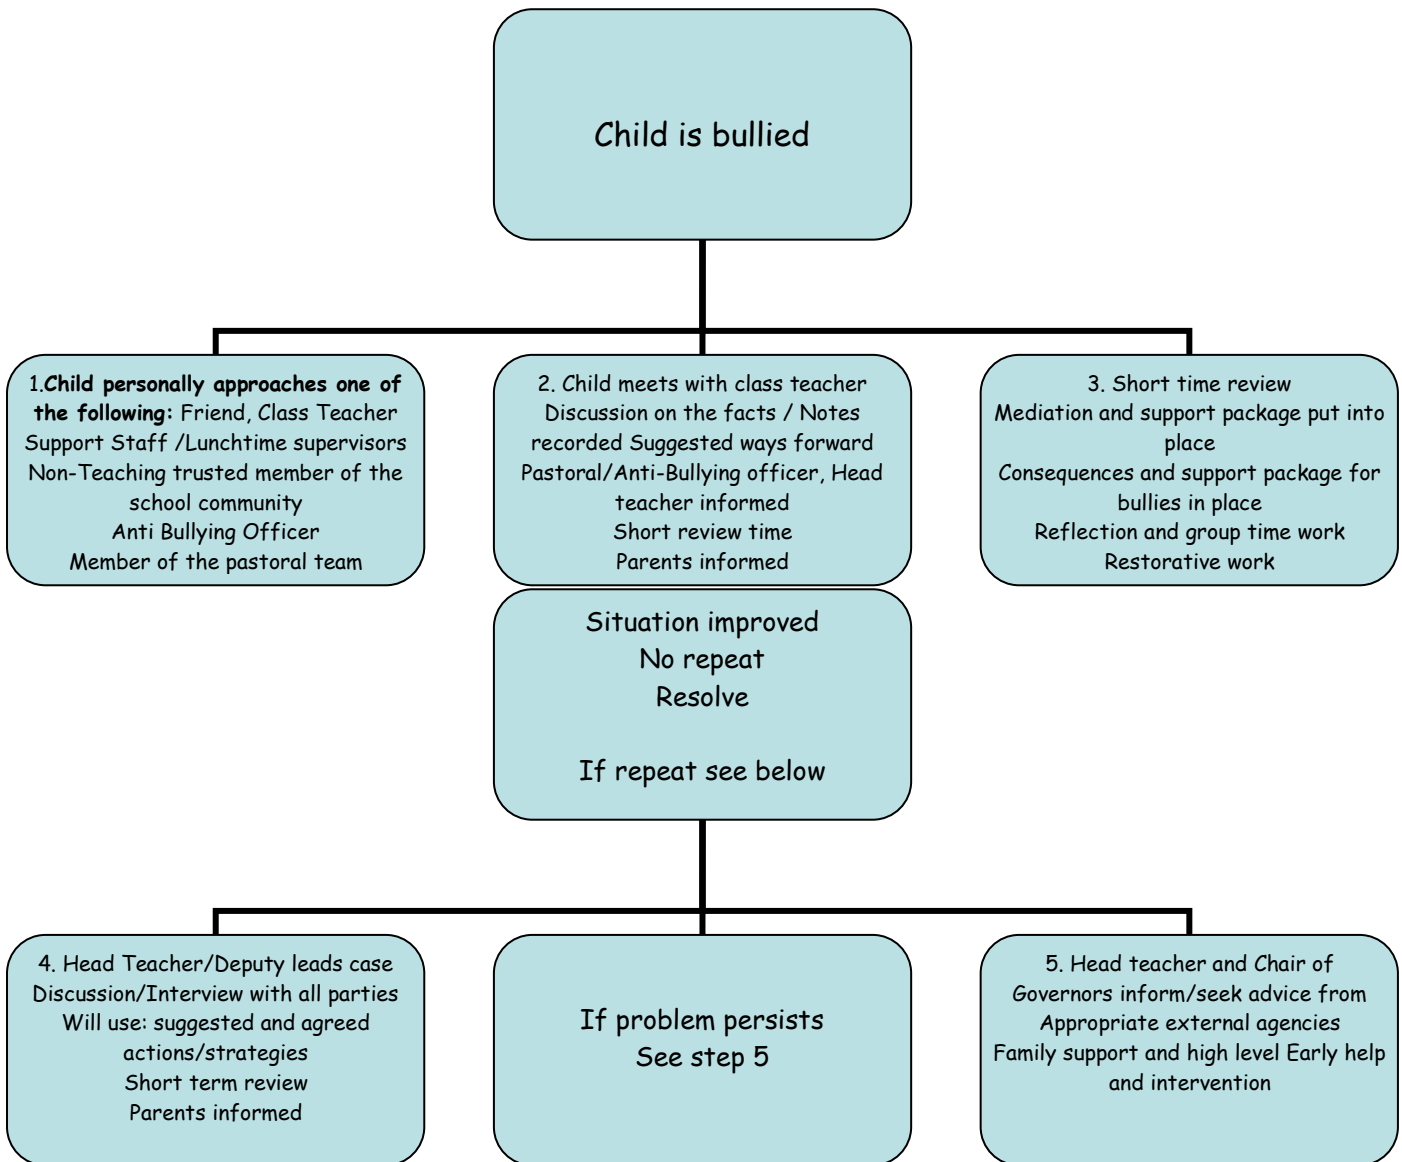 Child is bullied
1.Child personally approaches one of
the following: Friend, Class Teacher
Support Staff /Lunchtime supervisors
Non-Teaching trusted member of the
school community
Anti Bullying Officer
Member of the pastoral team
2. Child meets with class teacher
Discussion on the facts / Notes
recorded Suggested ways forward
Pastoral/Anti-Bullying officer, Head
teacher informed
Short review time
Parents informed
3. Short time review
Mediation and support package put into
place
Consequences and support package for
bullies in place
Reflection and group time work
Restorative work
Situation improved
No repeat
Resolve
If repeat see below
4. Head Teacher/Deputy leads case
Discussion/Interview with all parties
Will use: suggested and agreed
actions/strategies
Short term review
Parents informed
If problem persists
See step 5
5. Head teacher and Chair of
Governors inform/seek advice from
Appropriate external agencies
Family support and high level Early help
and intervention